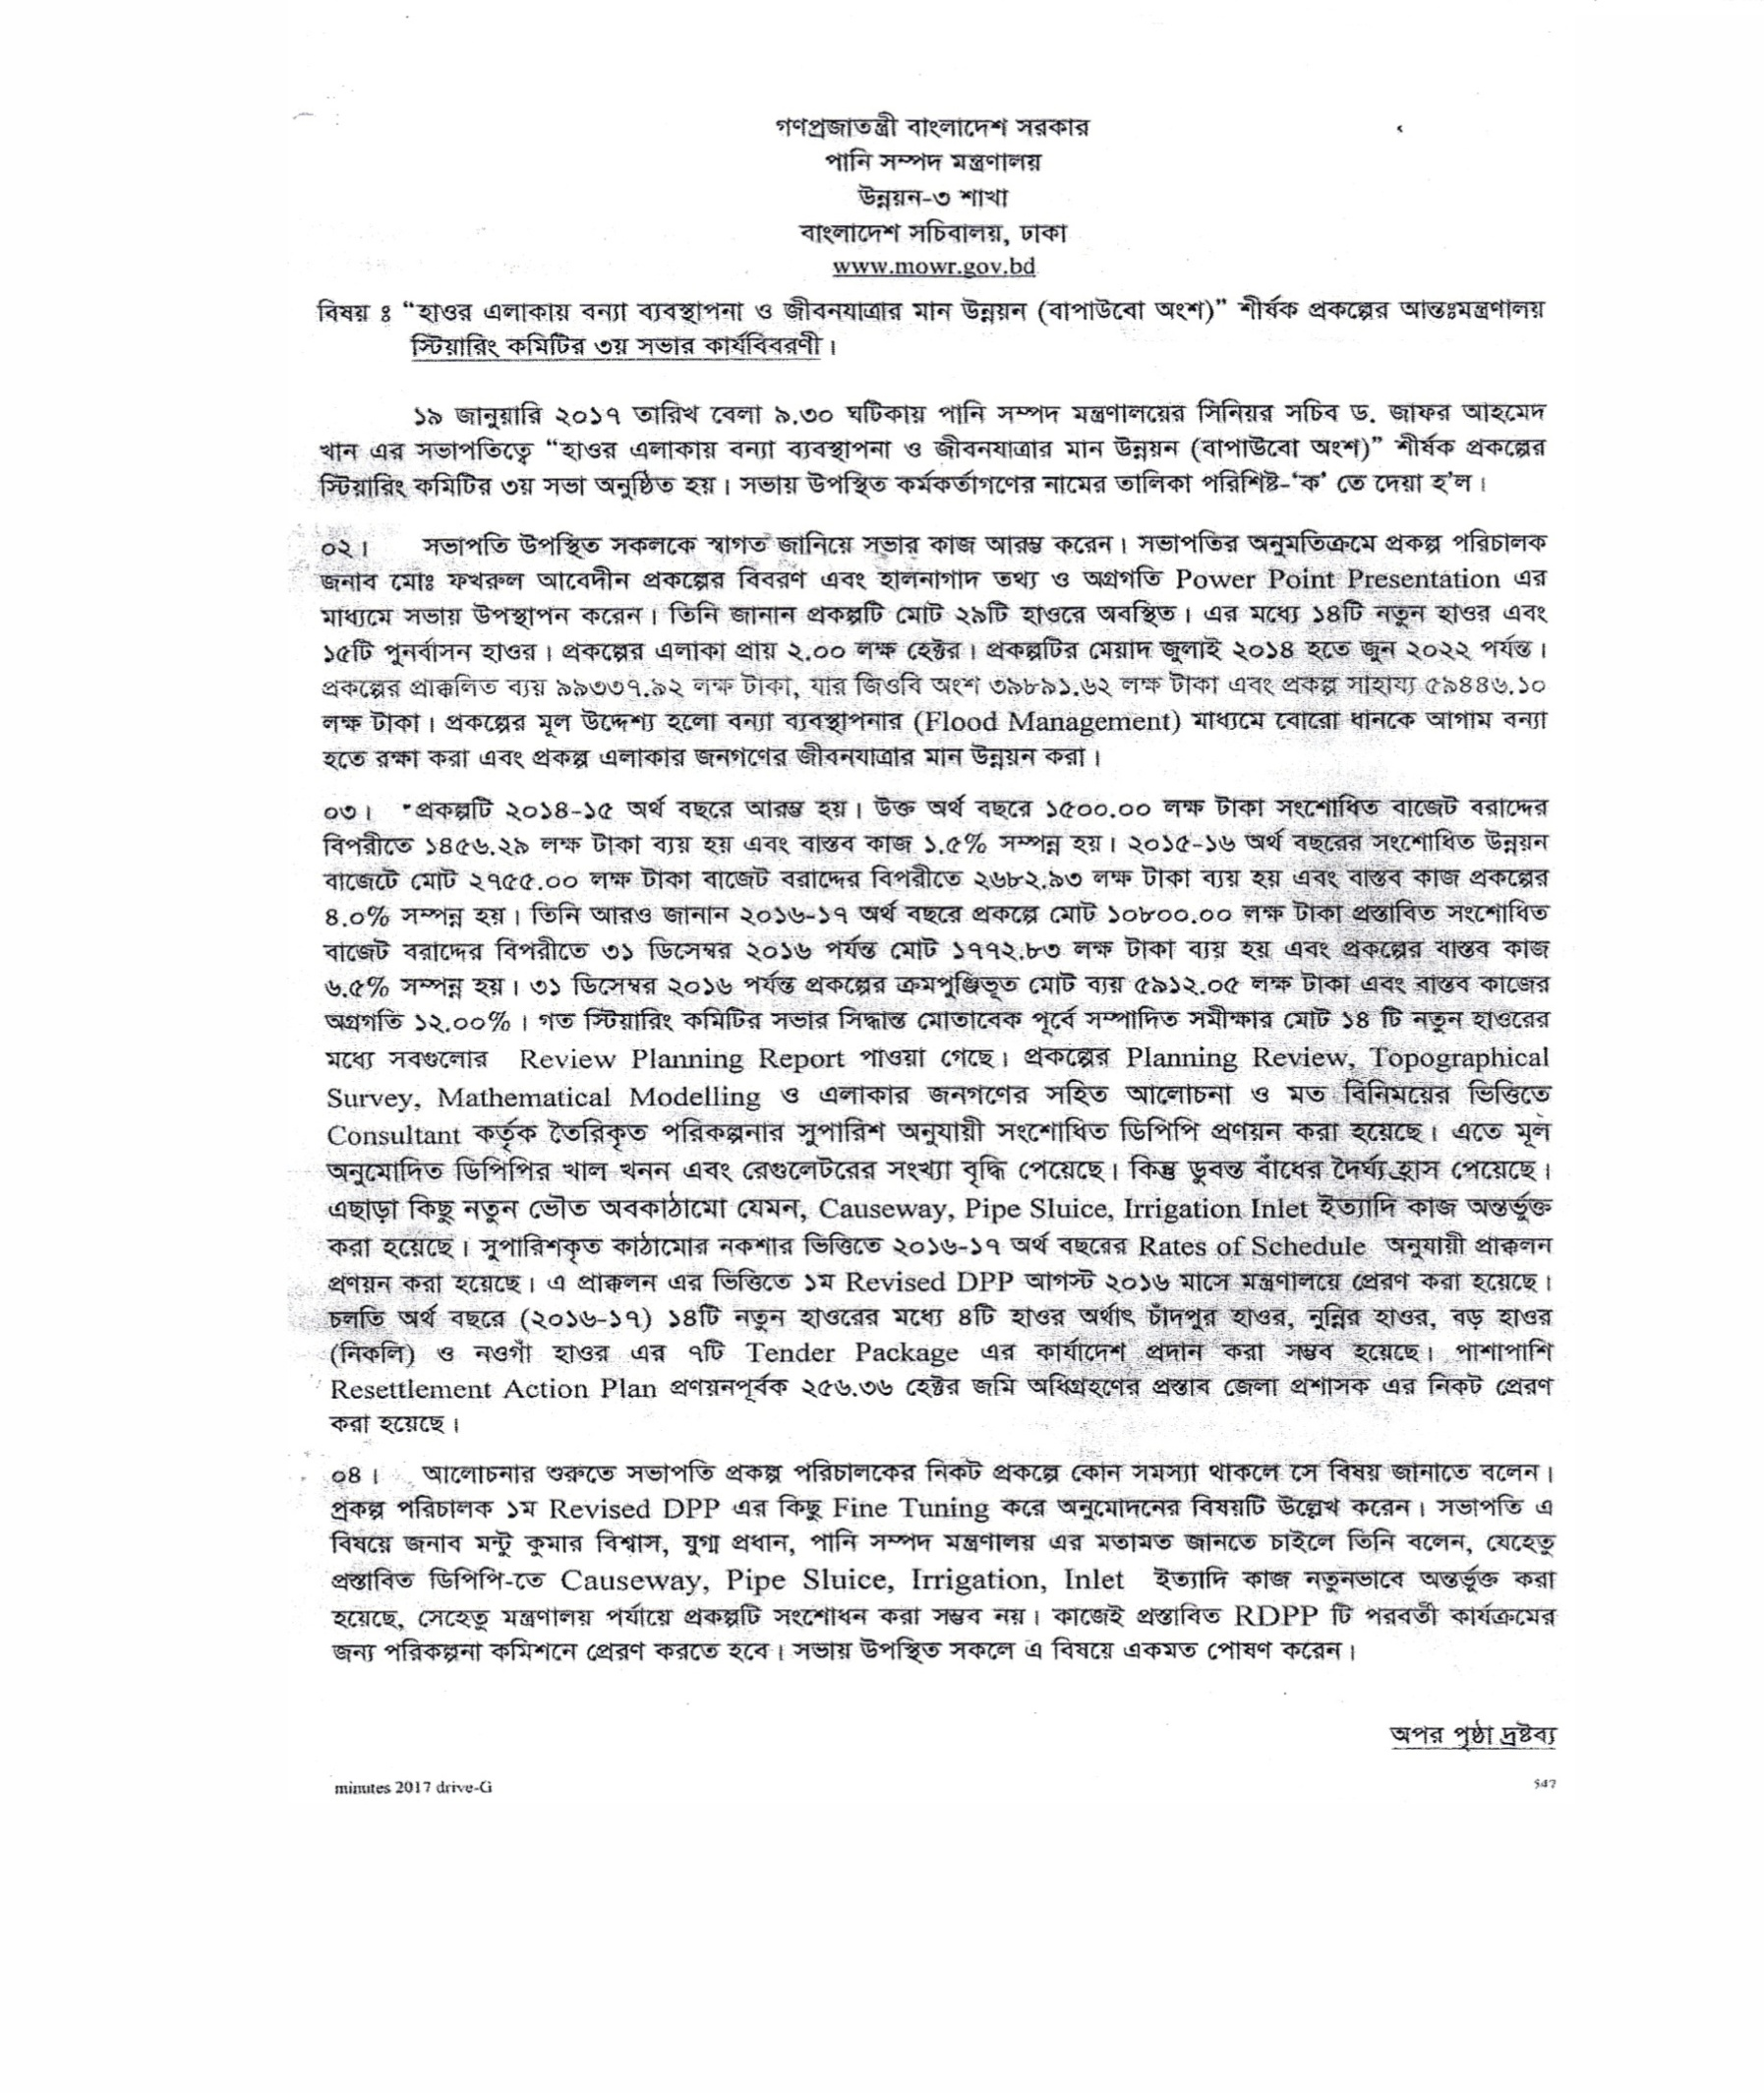 গণপ্রজাতন্ত্রী বাংলাদেশ সরকার
পানি সম্পদ মন্ত্রণালয়
উন্নয়ন-৩ শাখা
বাংলাদেশ সচিবালয়, ঢাকা
www.mowr.gov.bd
বিষয় ঃ “হাওর এলাকায় বন্যা ব্যবস্থাপনা ও জীবনযাত্রার মান উন্নয়ন (বাপাউবো অংশ)” শীর্ষক প্রকল্পের আন্তঃমন্ত্রণালয়
স্টিয়ারিং কমিটির ৩য় সভার কার্যবিবরণী।
১৯ জানুয়ারি ২০১৭ তারিখ বেলা ৯.৩০ ঘটিকায় পানি সম্পদ মন্ত্রণালয়ের সিনিয়র সচিব ড. জাফর আহমেদ
খান এর সভাপতিত্বে “হাওর এলাকায় বন্যা ব্যবস্থাপনা ও জীবনযাত্রার মান উন্নয়ন (বাপাউবো অংশ)” শীর্ষক প্রকল্পের
স্টিয়ারিং কমিটির ৩য় সভা অনুষ্ঠিত হয়। সভায় উপস্থিত কর্মকর্তাগণের নামের তালিকা পরিশিষ্ট-‘ক’ তে দেয়া হ’ল।
০২। সভাপতি উপস্থিত সকলকে স্বাগত জানিয়ে সভার কাজ আরম্ভ করেন। সভাপতির অনুমতিক্রমে প্রকল্প পরিচালক
জনাব মোঃ ফখরুল আবেদীন প্রকল্পের বিবরণ এবং হালনাগাদ তথ্য ও অগ্রগতি Power Point Presentation এর
মাধ্যমে সভায় উপস্থাপন করেন। তিনি জানান প্রকল্পটি মোট ২৯টি হাওরে অবস্থিত। এর মধ্যে ১৪টি নতুন হাওর এবং
১৫টি পুনর্বাসন হাওর। প্রকল্পের এলাকা প্রায় ২.০০ লক্ষ হেক্টর। প্রকল্পটির মেয়াদ জুলাই ২০১৪ হতে জুন ২০২২ পর্যন্ত।
প্রকল্পের প্রাক্কলিত ব্যয় ৯৯৩৩৭.৯২ লক্ষ টাকা, যার জিওবি অংশ ৩৯৮৯১.৬২ লক্ষ টাকা এবং প্রকল্প সাহায্য ৫৯৪৪৬.১০
লক্ষ টাকা। প্রকল্পের মূল উদ্দেশ্য হলো বন্যা ব্যবস্থাপনার (Flood Management) মাধ্যমে বোরো ধানকে আগাম বন্যা
হতে রক্ষা করা এবং প্রকল্প এলাকার জনগণের জীবনযাত্রার মান উন্নয়ন করা।
০৩। প্রকল্পটি ২০১৪-১৫ অর্থ বছরে আরম্ভ হয়। উক্ত অর্থ বছরে ১৫০০.০০ লক্ষ টাকা সংশোধিত বাজেট বরাদ্দের
বিপরীতে ১৪৫৬.২৯ লক্ষ টাকা ব্যয় হয় এবং বাস্তব কাজ ১.৫% সম্পন্ন হয়। ২০১৫-১৬ অর্থ বছরের সংশোধিত উন্নয়ন
বাজেটে মোট ২৭৫৫.০০ লক্ষ টাকা বাজেট বরাদ্দের বিপরীতে ২৬৮২.৯৩ লক্ষ টাকা ব্যয় হয় এবং বাস্তব কাজ প্রকল্পের
৪.০% সম্পন্ন হয়। তিনি আরও জানান ২০১৬-১৭ অর্থ বছরে প্রকল্পে মোট ১০৮০০.০০ লক্ষ টাকা প্রস্তাবিত সংশোধিত
বাজেট বরাদ্দের বিপরীতে ৩১ ডিসেম্বর ২০১৬ পর্যন্ত মোট ১৭৭২.৮৩ লক্ষ টাকা ব্যয় হয় এবং প্রকল্পের বাস্তব কাজ
৬.৫% সম্পন্ন হয়। ৩১ ডিসেম্বর ২০১৬ পর্যন্ত প্রকল্পের ক্রমপুঞ্জিভূত মোট ব্যয় ৫৯১২.০৫ লক্ষ টাকা এবং বাস্তব কাজের
অগ্রগতি ১২.০০%। গত স্টিয়ারিং কমিটির সভার সিদ্ধান্ত মোতাবেক পূর্বে সম্পাদিত সমীক্ষার মোট ১৪ টি নতুন হাওরের
মধ্যে সবগুলোর Review Planning Report পাওয়া গেছে। প্রকল্পের Planning Review, Topographical
Survey, Mathematical Modelling ও এলাকার জনগণের সহিত আলোচনা ও মত বিনিময়ের ভিত্তিতে
Consultant কর্তৃক তৈরিকৃত পরিকল্পনার সুপারিশ অনুযায়ী সংশোধিত ডিপিপি প্রণয়ন করা হয়েছে। এতে মূল
অনুমোদিত ডিপিপির খাল খনন এবং রেগুলেটরের সংখ্যা বৃদ্ধি পেয়েছে। কিন্তু ডুবন্ত বাঁধের দৈর্ঘ্য হ্রাস পেয়েছে।
এছাড়া কিছু নতুন ভৌত অবকাঠামো যেমন, Causeway, Pipe Sluice, Irrigation Inlet ইত্যাদি কাজ অন্তর্ভুক্ত
করা হয়েছে। সুপারিশকৃত কাঠামোর নকশার ভিত্তিতে ২০১৬-১৭ অর্থ বছরের Rates of Schedule অনুযায়ী প্রাক্কলন
প্রণয়ন করা হয়েছে। এ প্রাক্কলন এর ভিত্তিতে ১ম Revised DPP আগস্ট ২০১৬ মাসে মন্ত্রণালয়ে প্রেরণ করা হয়েছে।
চলতি অর্থ বছরে (২০১৬-১৭) ১৪টি নতুন হাওরের মধ্যে ৪টি হাওর অর্থাৎ চাঁদপুর হাওর, নুন্নির হাওর, বড় হাওর
(নিকলি) ও নওগাঁ হাওর এর ৭টি Tender Package এর কার্যাদেশ প্রদান করা সম্ভব হয়েছে। পাশাপাশি
Resettlement Action Plan প্রণয়নপূর্বক ২৫৬.৩৬ হেক্টর জমি অধিগ্রহণের প্রস্তাব জেলা প্রশাসক এর নিকট প্রেরণ
করা হয়েছে।
০৪। আলোচনার শুরুতে সভাপতি প্রকল্প পরিচালকের নিকট প্রকল্পে কোন সমস্যা থাকলে সে বিষয় জানাতে বলেন।
প্রকল্প পরিচালক ১ম Revised DPP এর কিছু Fine Tuning করে অনুমোদনের বিষয়টি উল্লেখ করেন। সভাপতি এ
বিষয়ে জনাব মন্টু কুমার বিশ্বাস, যুগ্ম প্রধান, পানি সম্পদ মন্ত্রণালয় এর মতামত জানতে চাইলে তিনি বলেন, যেহেতু
প্রস্তাবিত ডিপিপি-তে Causeway, Pipe Sluice, Irrigation, Inlet ইত্যাদি কাজ নতুনভাবে অন্তর্ভুক্ত করা
হয়েছে, সেহেতু মন্ত্রণালয় পর্যায়ে প্রকল্পটি সংশোধন করা সম্ভব নয়। কাজেই প্রস্তাবিত RDPP টি পরবর্তী কার্যক্রমের
জন্য পরিকল্পনা কমিশনে প্রেরণ করতে হবে। সভায় উপস্থিত সকলে এ বিষয়ে একমত পোষণ করেন।
অপর পৃষ্ঠা দ্রষ্টব্য
minutes 2017 drive-G
547